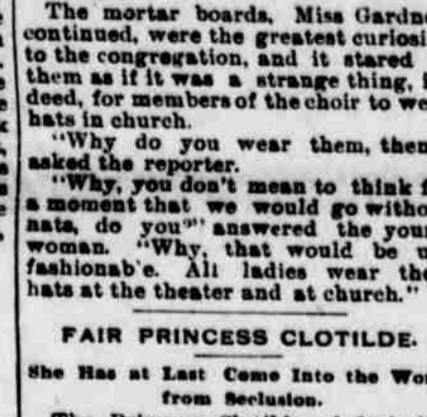 The mortar boards, Miss Gardn
continued, were the greatest curiosi
to the congregation, and it stared
them as if it was a strange thing, i
deed, for members of the choir to we
hats in church.
"Why do you wear them, then
asked the reporter.
"Why, you don't mean to think f
a moment that we would go witho
nats, do you?" answered the you
woman. "Why, that would be u
fashionab'e. All ladies wear the
hats at the theater and at church."
FAIR PRINCESS CLOTILDE.
She Has at Last Come Into the Wo
from Seclusion.